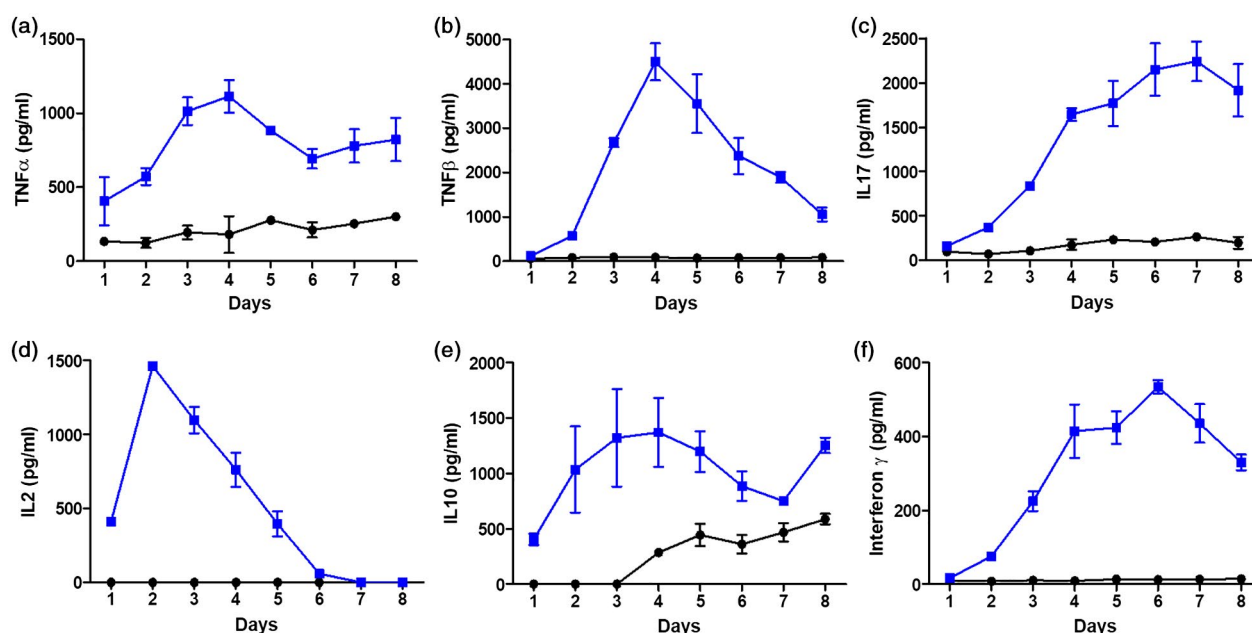 (a)
TNFα (pg/ml)
1500
1000
500
0
1 2 3 4 5 6 7 8
Days
(b)
TNFβ (pg/ml)
5000
4000
3000
2000
1000
0
1 2 3 4 5 6 7 8
Days
(c)
IL17 (pg/ml)
2500
2000
1500
1000
500
0
1 2 3 4 5 6 7 8
Days
(d)
IL2 (pg/ml)
1500
1000
500
0
1 2 3 4 5 6 7 8
Days
(e)
IL10 (pg/ml)
2000
1500
1000
500
0
1 2 3 4 5 6 7 8
Days
(f)
Interferon γ (pg/ml)
600
400
200
0
1 2 3 4 5 6 7 8
Days